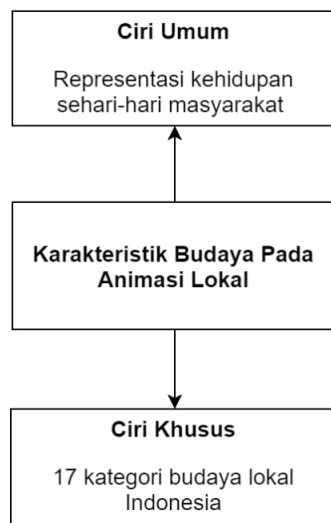 Ciri Umum
Representasi kehidupan
sehari-hari masyarakat
Karakteristik Budaya Pada
Animasi Lokal
Ciri Khusus
17 kategori budaya lokal
Indonesia